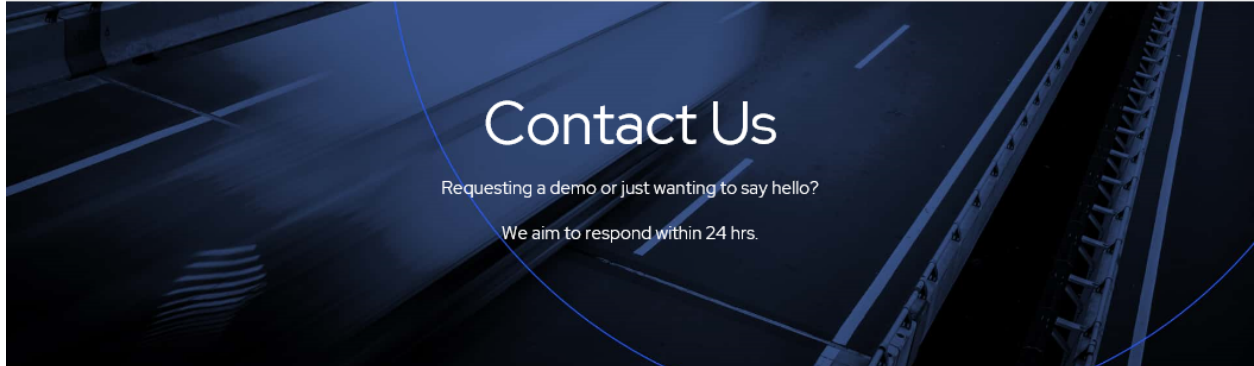 Contact Us
Requesting a demo or just wanting to say hello?
We aim to respond within 24 hrs.